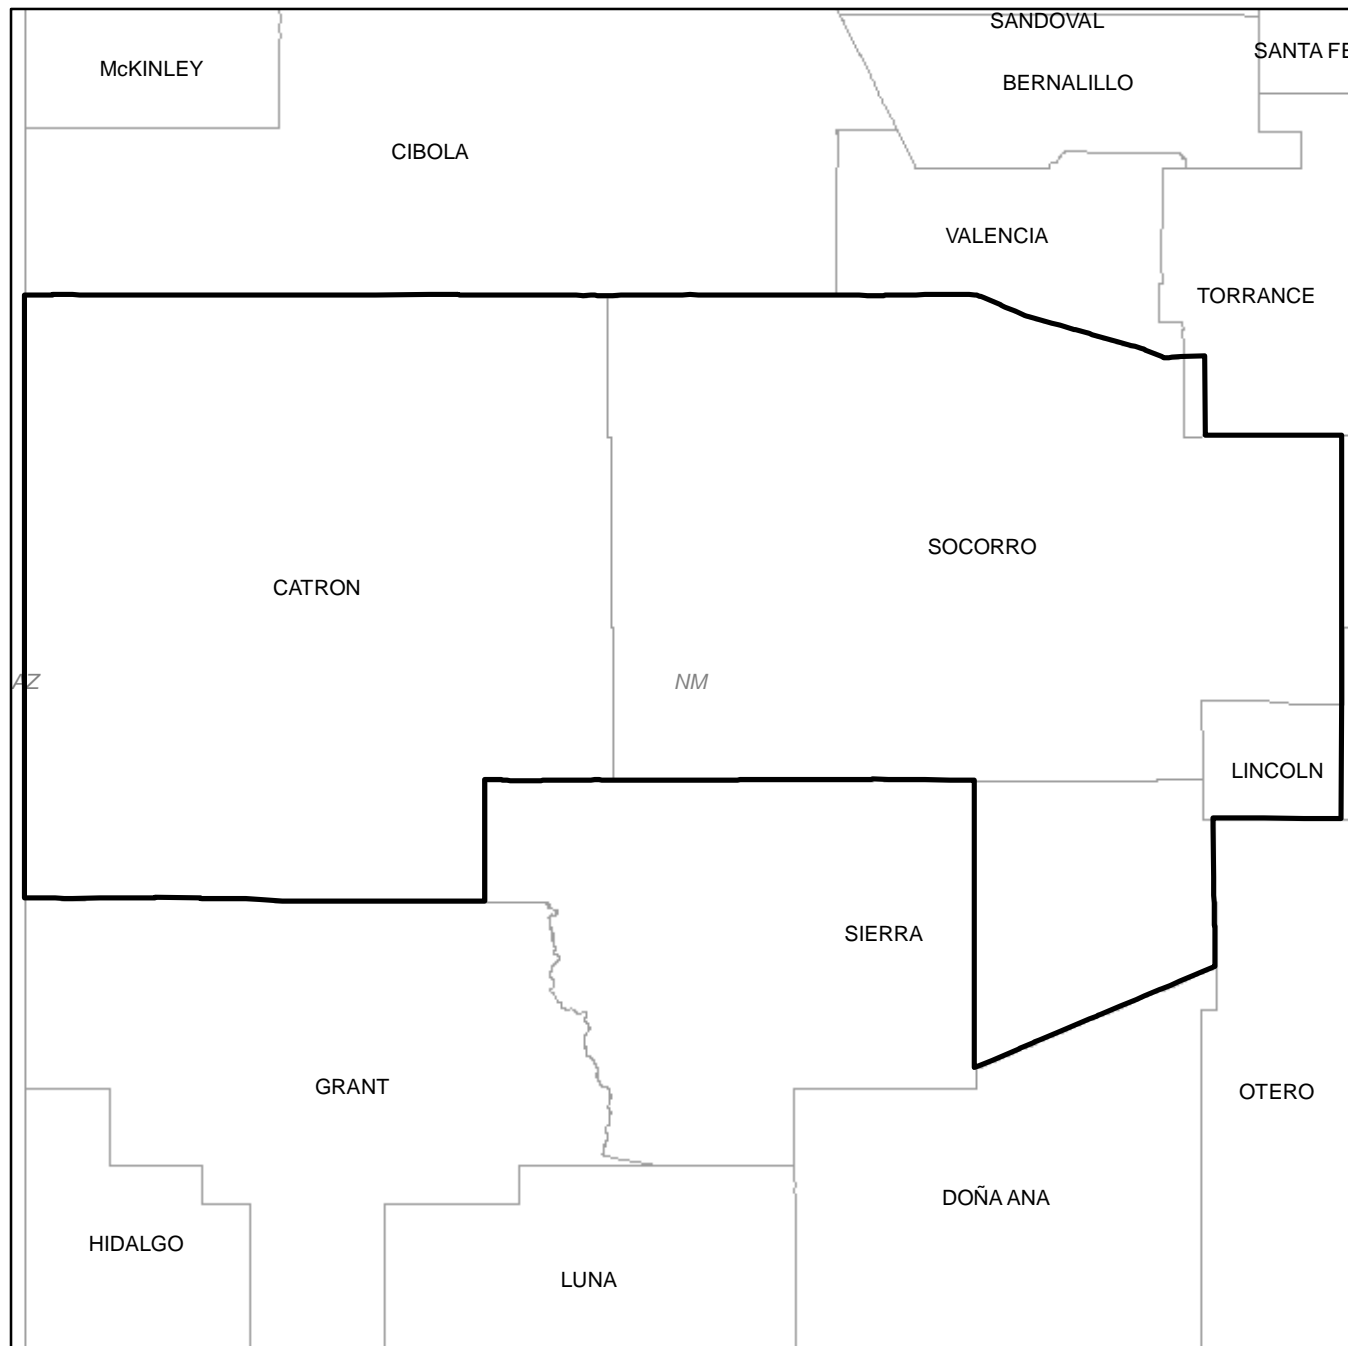 SANDOVAL
SANTA FE
McKINLEY
BERNALILLO
CIBOLA
VALENCIA
TORRANCE
SOCORRO
CATRON
AZ
NM
LINCOLN
SIERRA
GRANT
OTERO
DOÑA ANA
HIDALGO
LUNA